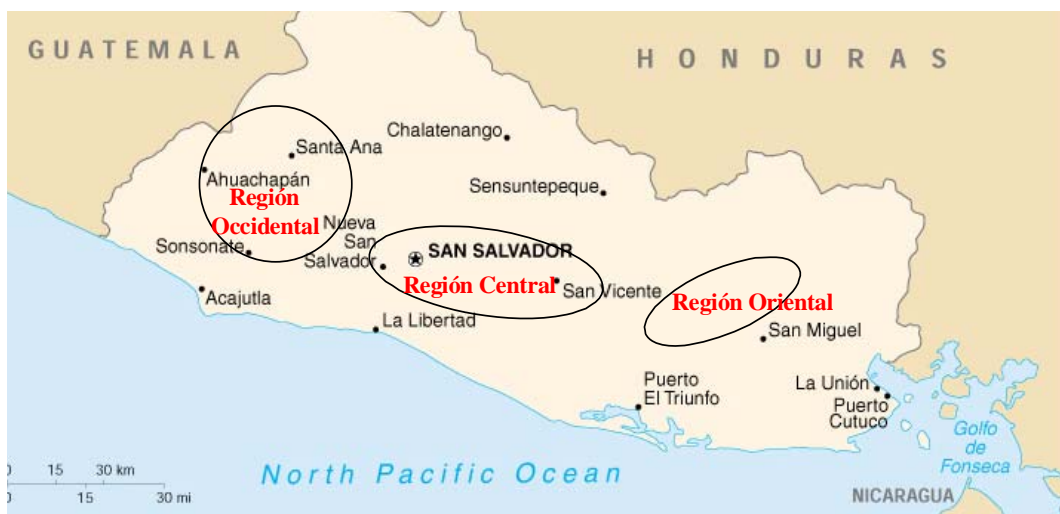 GUATEMALA
HONDURAS
Chalatenango
Santa Ana
Ahuachapán
Sensuntepeque
Región
Occidental
Nueva
San
Salvador
Sonsonate
SAN SALVADOR
Región Central
San Vicente
Región Oriental
Acajutla
La Libertad
San Miguel
Puerto
El Triunfo
La Unión
Puerto
Cutuco
Golfo
de
Fonseca
0 15 30 km
0 15 30 mi
North Pacific Ocean
NICARAGUA